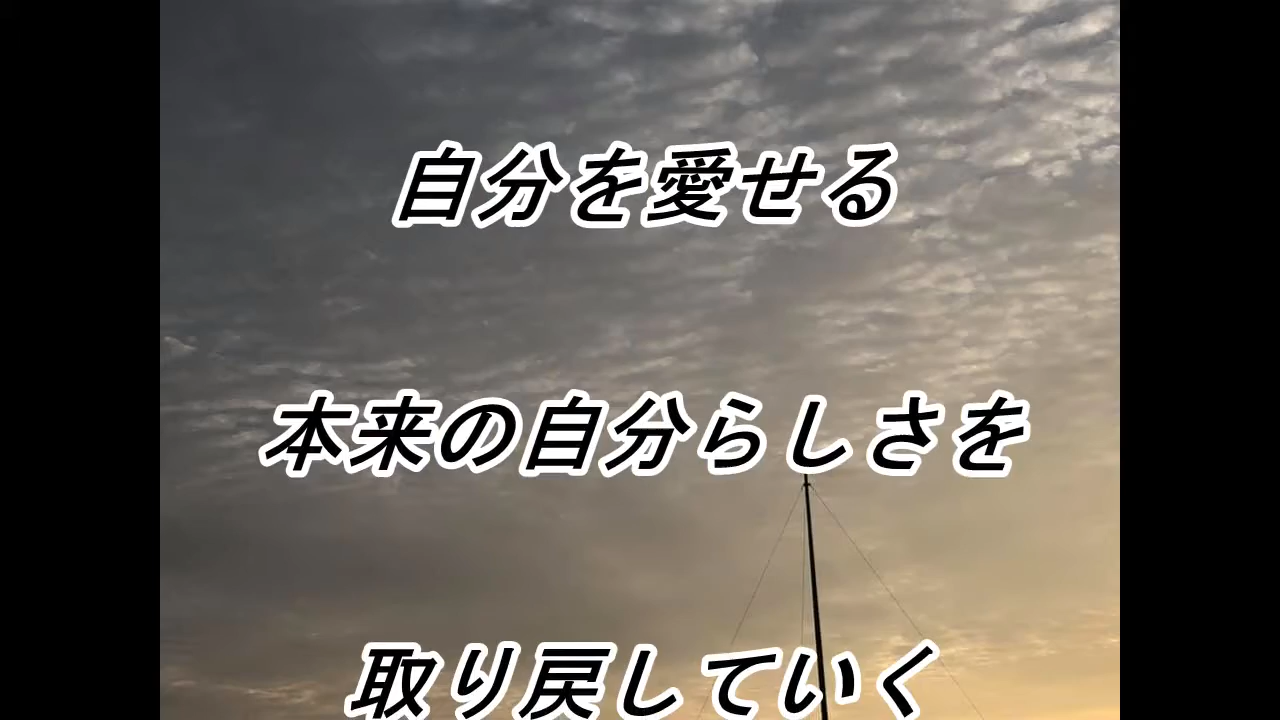 自分を愛せる
本来の自分らしさを
取り戻していく